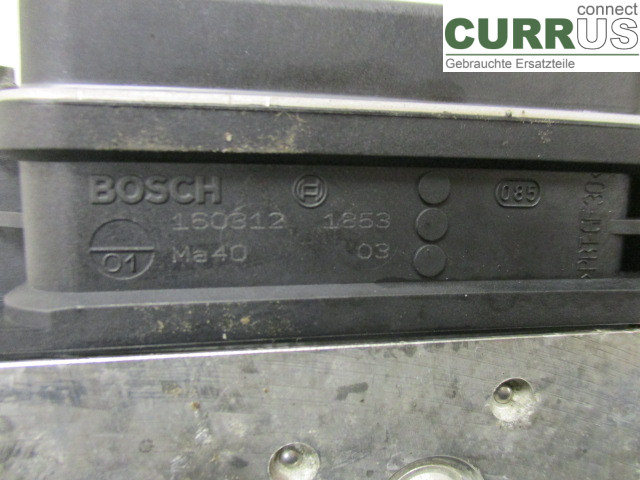 connect
CURRUS
Gebrauchte Ersatzteile
BOSCH
085
160312 1853
01
Ma40 03